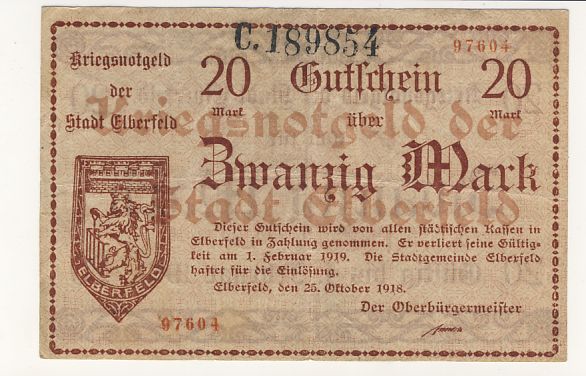 C.189854
97604
Kriegsnotgeld
der
Stadt Elberfeld
20
Mark
Gutschein
über
20
Mark
Zwanzig Mark
Kriegsnotgeld der
Stadt Elberfeld
Dieser Gutschein wird von allen städtischen Kassen in
Elberfeld in Zahlung genommen. Er verliert seine Gültig-
keit am 1. Februar 1919. Die Stadtgemeinde Elberfeld
haftet für die Einlösung.
Elberfeld, den 25. Oktober 1918.
Der Oberbürgermeister
ELBERFELD
97604